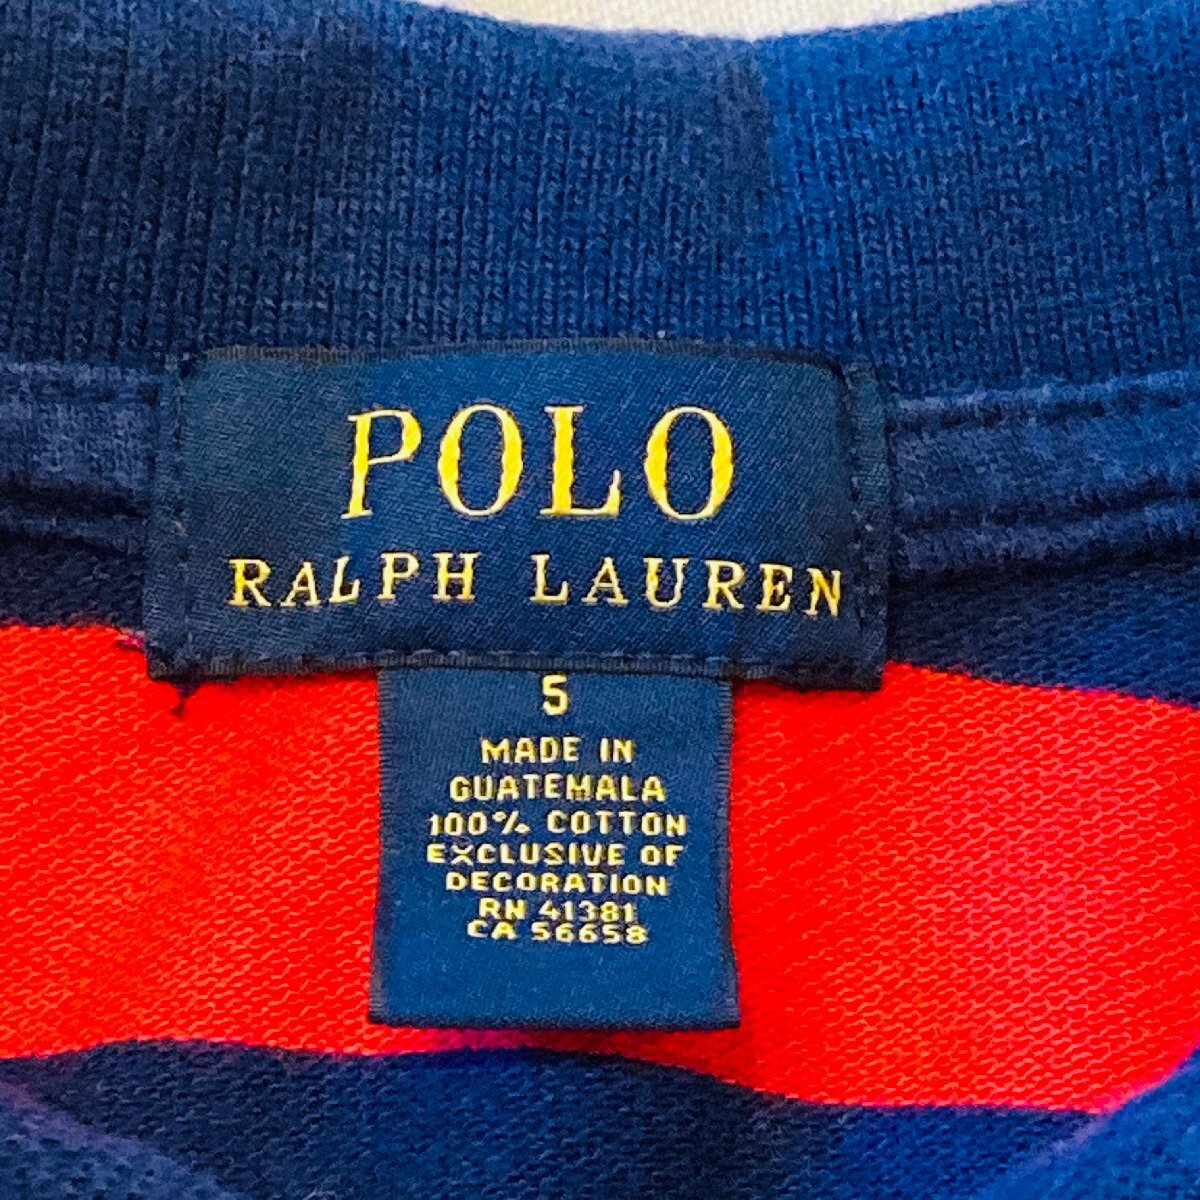 POLO
RALPH LAUREN
5
MADE IN
GUATEMALA
100% COTTON
EXCLUSIVE OF
DECORATION
RN 41381
CA 56658